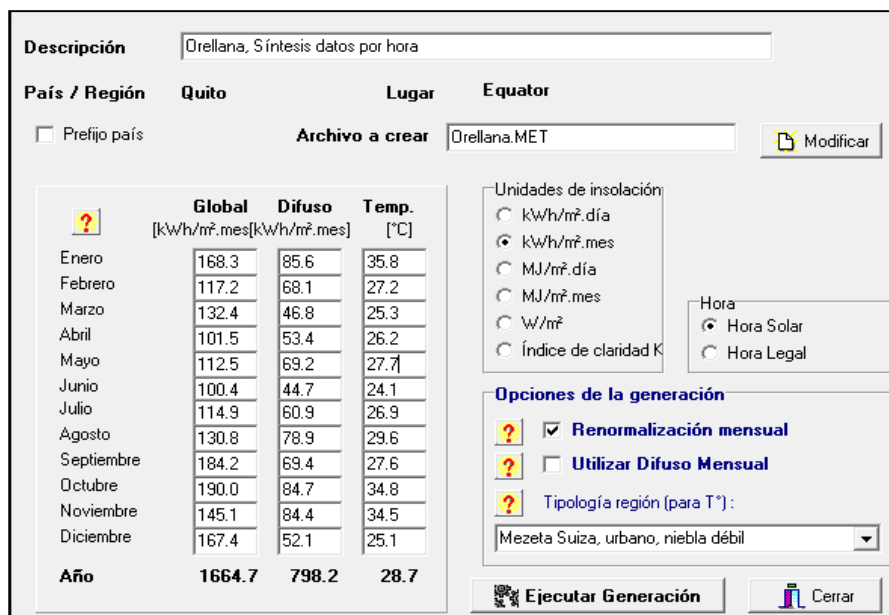 Descripción Orellana, Síntesis datos por hora
País / Región Quito Lugar Equator
Prefijo país Archivo a crear Orellana.MET Modificar
Global Difuso Temp.
[kWh/m².mes[kWh/m².mes] [°C]
Enero 168.3 85.6 35.8
Febrero 117.2 68.1 27.2
Marzo 132.4 46.8 25.3
Abril 101.5 53.4 26.2
Mayo 112.5 69.2 27.7
Junio 100.4 44.7 24.1
Julio 114.9 60.9 26.9
Agosto 130.8 78.9 29.6
Septiembre 184.2 69.4 27.6
Octubre 190.0 84.7 34.8
Noviembre 145.1 84.4 34.5
Diciembre 167.4 52.1 25.1
Año 1664.7 798.2 28.7
Unidades de insolación
kWh/m².día
kWh/m².mes
MJ/m².día
MJ/m².mes
W/m²
Índice de claridad K
Hora
Hora Solar
Hora Legal
Opciones de la generación
? Renormalización mensual
? Utilizar Difuso Mensual
? Tipología región (para T°) :
Mezeta Suiza, urbano, niebla débil
Ejecutar Generación Cerrar